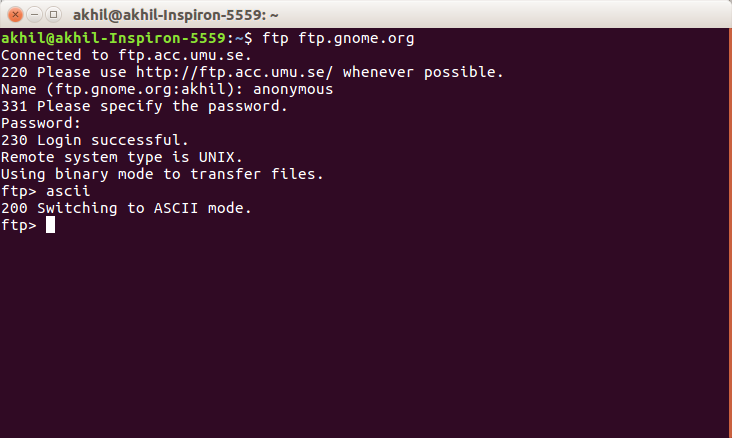 akhil@akhil-Inspiron-5559: ~
akhil@akhil-Inspiron-5559:~$ ftp ftp.gnome.org
Connected to ftp.acc.umu.se.
220 Please use http://ftp.acc.umu.se/ whenever possible.
Name (ftp.gnome.org:akhil): anonymous
331 Please specify the password.
Password:
230 Login successful.
Remote system type is UNIX.
Using binary mode to transfer files.
ftp> ascii
200 Switching to ASCII mode.
ftp>